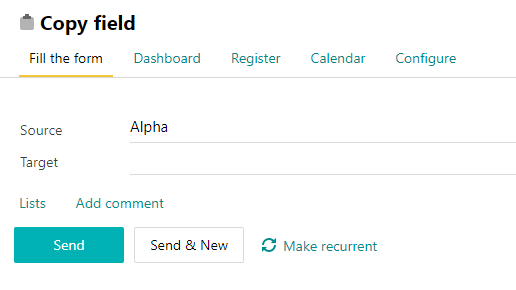 Copy field
Fill the form Dashboard Register Calendar Configure
Source Alpha
Target
Lists Add comment
Send Send & New Make recurrent